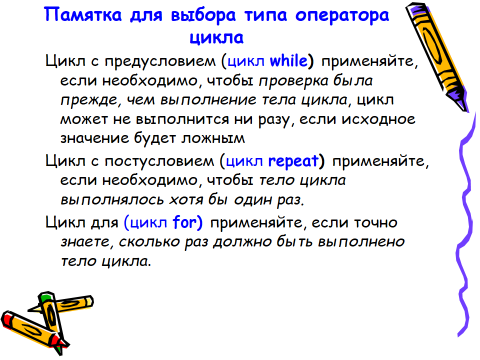 Памятка для выбора типа оператора
цикла
Цикл с предусловием (цикл while) применяйте,
если необходимо, чтобы проверка была
прежде, чем выполнение тела цикла, цикл
может не выполнится ни разу, если исходное
значение будет ложным
Цикл с постусловием (цикл repeat) применяйте,
если необходимо, чтобы тело цикла
выполнялось хотя бы один раз.
Цикл для (цикл for) применяйте, если точно
знаете, сколько раз должно быть выполнено
тело цикла.